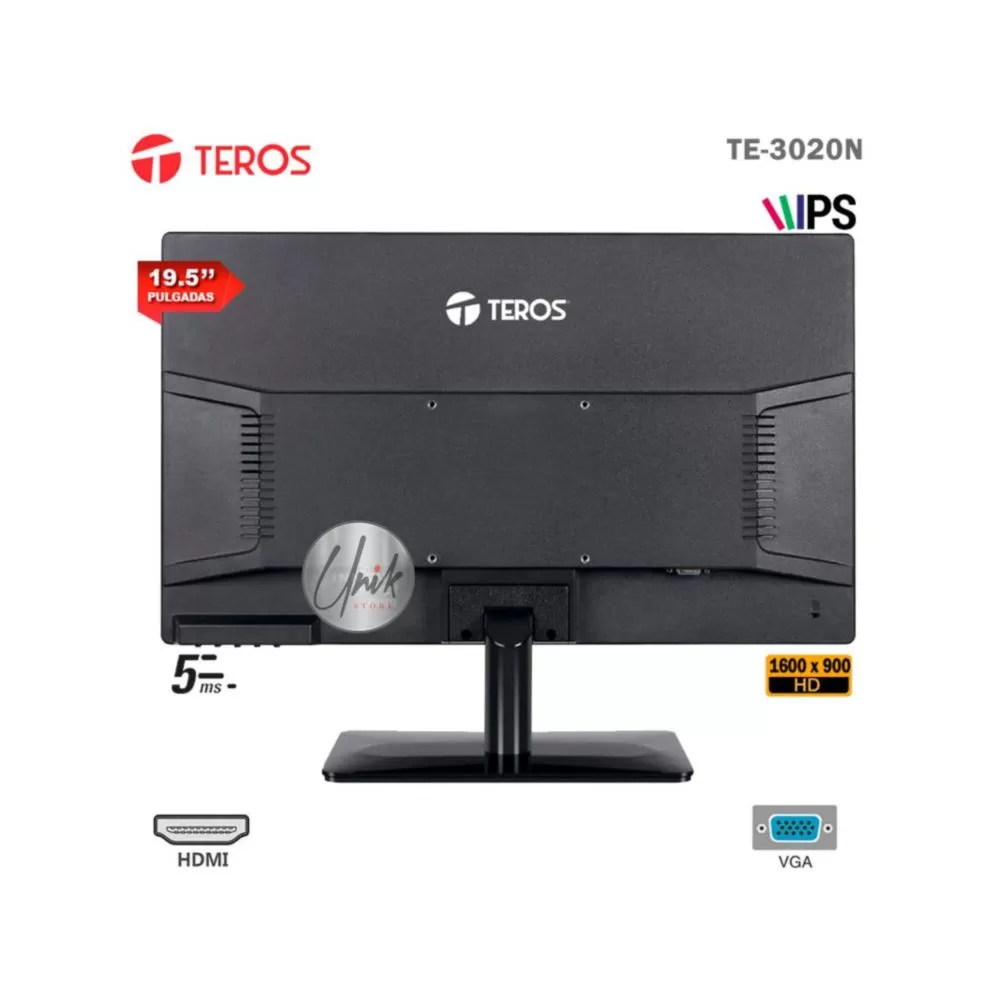 TEROS
TE-3020N
IPS
19.5”
PULGADAS
TEROS
Unik
STORE
5ms
1600 x 900
HD
HDMI
VGA